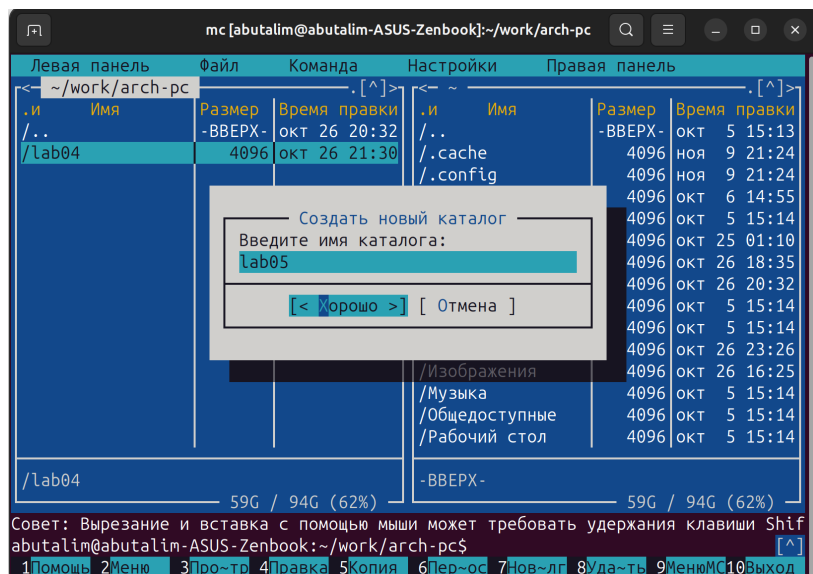 mc [abutalim@abutalim-ASUS-Zenbook]:~/work/arch-pc
Левая панель Файл Команда Настройки Правая панель
<— ~/work/arch-pc .[^]>
.и Имя Размер Время правки
/.. -ВВЕРХ- окт 26 20:32
/lab04 4096 окт 26 21:30
/lab04
59G / 94G (62%)
<— ~ .[^]>
.и Имя Размер Время правки
/.. -ВВЕРХ- окт 5 15:13
/.cache 4096 ноя 9 21:24
/.config 4096 ноя 9 21:24
4096 окт 6 14:55
4096 окт 5 15:14
4096 окт 25 01:10
4096 окт 26 18:35
4096 окт 26 20:32
4096 окт 5 15:14
4096 окт 5 15:14
4096 окт 26 23:26
/Изображения 4096 окт 26 16:25
/Музыка 4096 окт 5 15:14
/Общедоступные 4096 окт 5 15:14
/Рабочий стол 4096 окт 5 15:14
-ВВЕРХ-
59G / 94G (62%)
Создать новый каталог
Введите имя каталога:
lab05
[< Хорошо >] [ Отмена ]
Совет: Вырезание и вставка с помощью мыши может требовать удержания клавиши Shif
abutalim@abutalim-ASUS-Zenbook:~/work/arch-pc$ [^]
1Помощь 2Меню 3Про~тр 4Правка 5Копия 6Пер~ос 7Нов~лг 8Уда~ть 9МенюMC 10Выход